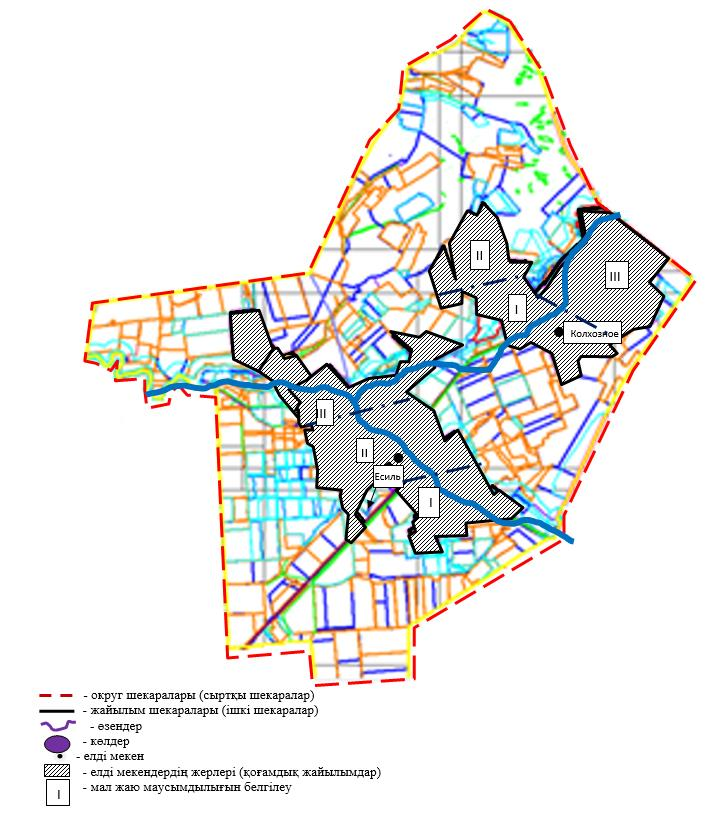 II
III
I
Колхозное
III
II
Есиль
I
- округ шекаралары (сыртқы шекаралар)
- жайылым шекаралары (ішкі шекаралар)
- өзендер
- көлдер
- елді мекен
- елді мекендердің жерлері (қоғамдық жайылымдар)
I - мал жаю маусымдылығын белгілеу